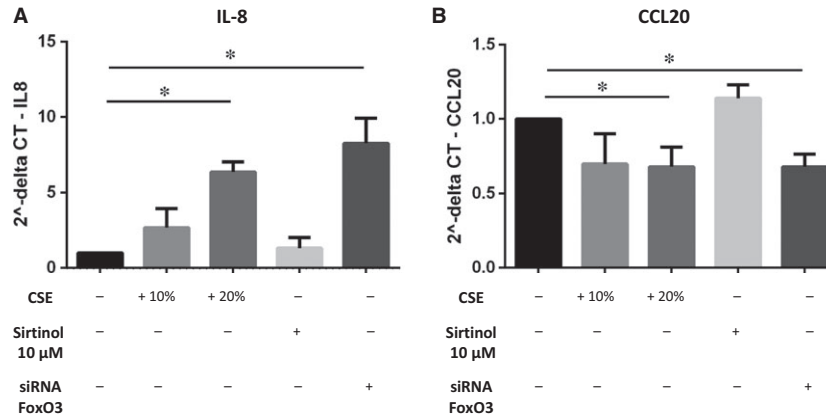 A
IL-8
2^-delta CT - IL8
15
10
5
0
*
*
CSE – + 10% + 20% – –
Sirtinol – – – + –
10 µM
siRNA – – – – +
FoxO3
B
CCL20
2^-delta CT - CCL20
1.5
1.0
0.5
0.0
*
*
CSE – + 10% + 20% – –
Sirtinol – – – + –
10 µM
siRNA – – – – +
FoxO3